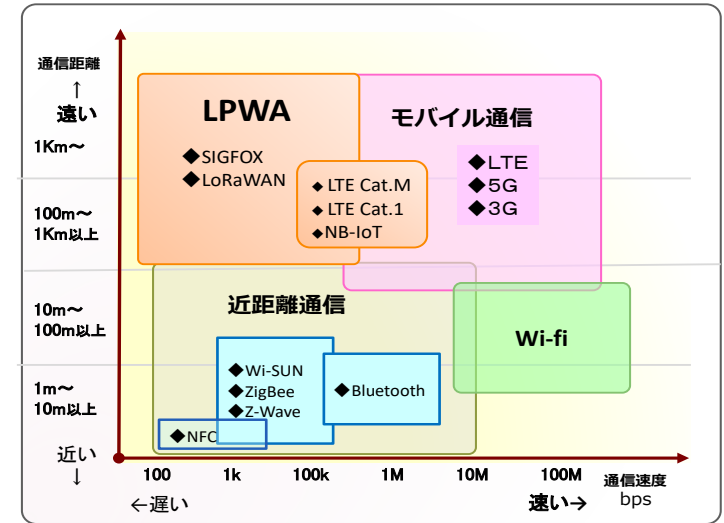 通信距離
↑
遠い
1Km～
100m～
1Km以上
10m～
100m以上
1m～
10m以上
近い
↓
LPWA
◆SIGFOX
◆LoRaWAN
モバイル通信
◆LTE
◆5G
◆3G
◆LTE Cat.M
◆LTE Cat.1
◆NB-IoT
近距離通信
Wi-fi
◆Wi-SUN
◆ZigBee
◆Z-Wave
◆Bluetooth
◆NFC
100 1k 100k 1M 10M 100M 通信速度
←遅い 速い→ bps